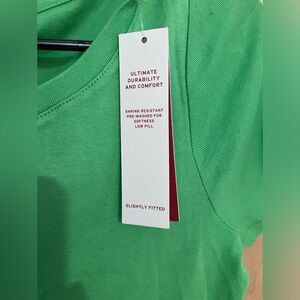 ULTIMATE
DURABILITY
AND COMFORT
SHRINK RESISTANT
PRE-WASHED FOR
SOFTNESS
LOW PILL
SLIGHTLY FITTED